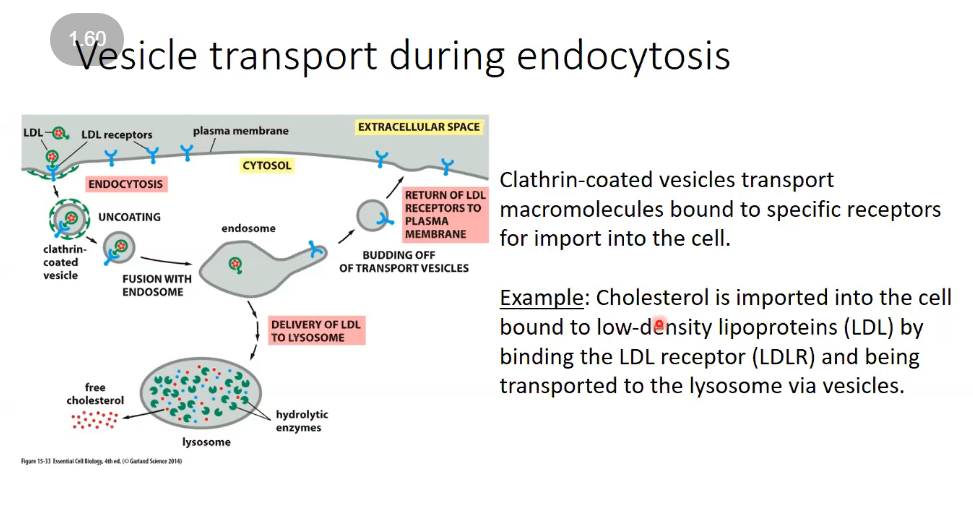 1.60
Vesicle transport during endocytosis
LDL
LDL receptors
plasma membrane
EXTRACELLULAR SPACE
CYTOSOL
ENDOCYTOSIS
UNCOATING
clathrin-
coated
vesicle
FUSION WITH
ENDOSOME
endosome
BUDDING OFF
OF TRANSPORT VESICLES
RETURN OF LDL
RECEPTORS TO
PLASMA
MEMBRANE
DELIVERY OF LDL
TO LYSOSOME
free
cholesterol
hydrolytic
enzymes
lysosome
Figure 15-33 Essential Cell Biology, 4th ed. (© Garland Science 2014)
Clathrin-coated vesicles transport
macromolecules bound to specific receptors
for import into the cell.
Example: Cholesterol is imported into the cell
bound to low-density lipoproteins (LDL) by
binding the LDL receptor (LDLR) and being
transported to the lysosome via vesicles.